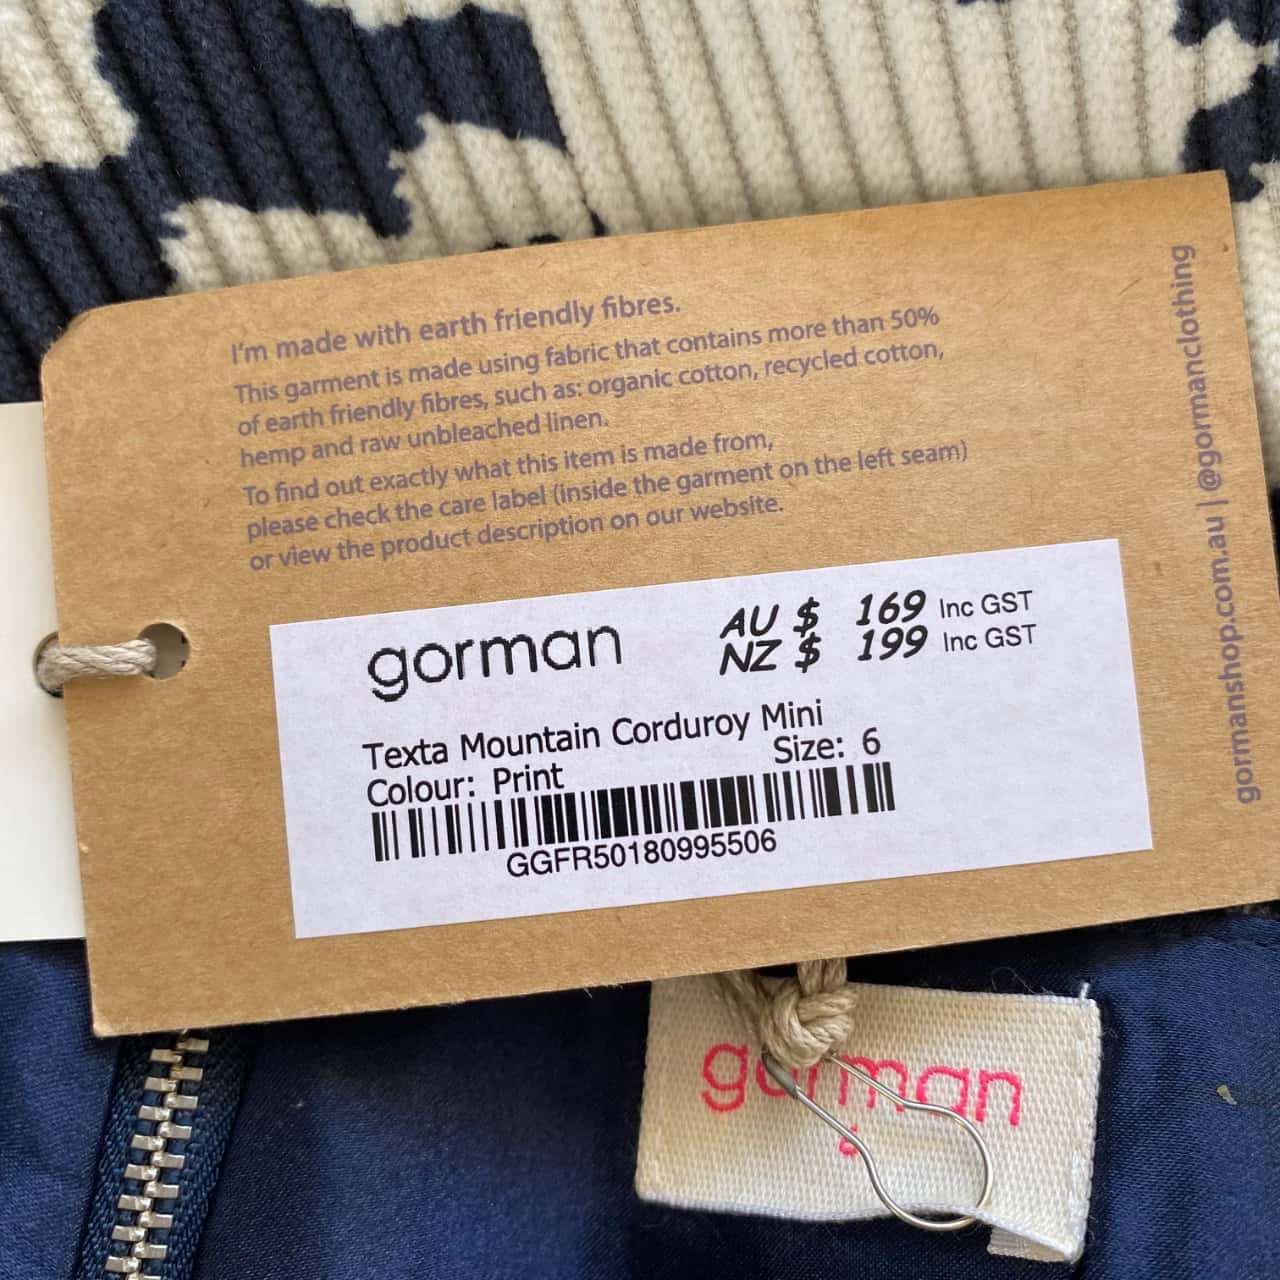 I'm made with earth friendly fibres.
This garment is made using fabric that contains more than 50%
of earth friendly fibres, such as: organic cotton, recycled cotton,
hemp and raw unbleached linen.
To find out exactly what this item is made from,
please check the care label (inside the garment on the left seam)
or view the product description on our website.
gormanshop.com.au | @gormanclothing
gorman
AU $ 169 Inc GST
NZ $ 199 Inc GST
Texta Mountain Corduroy Mini
Colour: Print Size: 6
GGFR50180995506
gorman